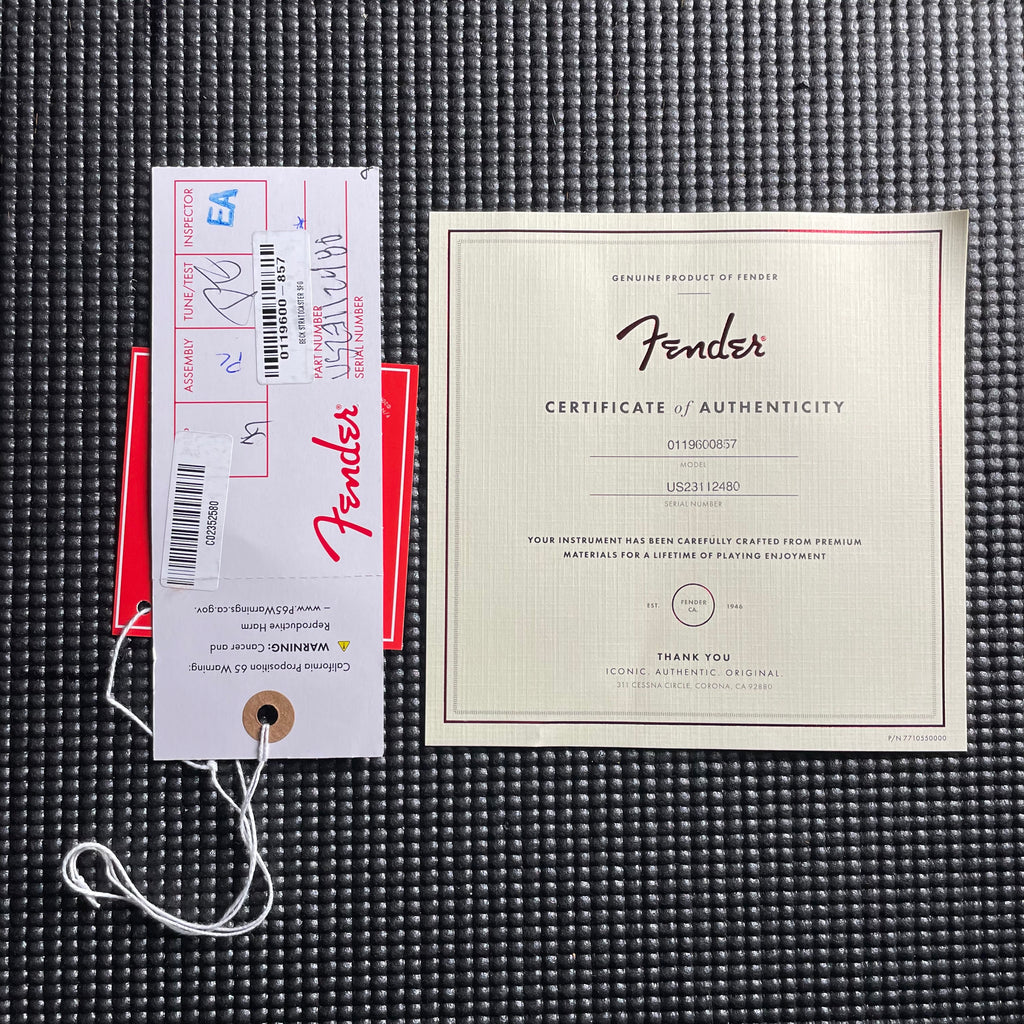 INSPECTOR
EA
TUNE/TEST
ASSEMBLY
PL
0119600 - 857
BECK STRATOCASTER SFG
PART NUMBER
US23112480
SERIAL NUMBER
Fender®
C02352580
California Proposition 65 Warning:
WARNING: Cancer and
Reproductive Harm
– www.P65Warnings.ca.gov.
GENUINE PRODUCT OF FENDER
Fender®
CERTIFICATE of AUTHENTICITY
0119600857
MODEL
US23112480
SERIAL NUMBER
YOUR INSTRUMENT HAS BEEN CAREFULLY CRAFTED FROM PREMIUM
MATERIALS FOR A LIFETIME OF PLAYING ENJOYMENT
EST. FENDER CA. 1946
THANK YOU
ICONIC. AUTHENTIC. ORIGINAL.
311 CESSNA CIRCLE, CORONA, CA 92880
P/N 7710550000